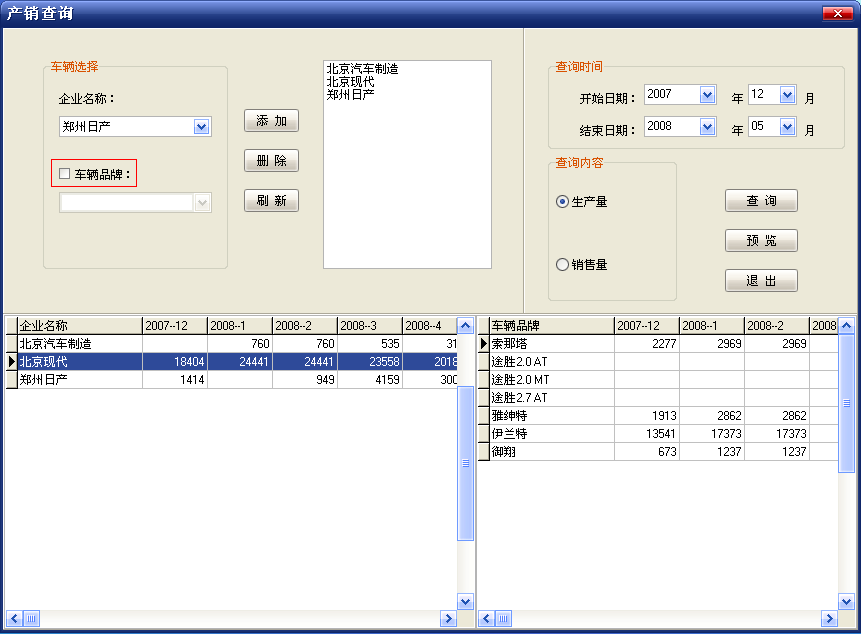 产销查询
车辆选择
企业名称：
郑州日产
车辆品牌：
添 加
删 除
刷 新
北京汽车制造
北京现代
郑州日产
查询时间
开始日期： 2007 年 12 月
结束日期： 2008 年 05 月
查询内容
生产量
销售量
查 询
预 览
退 出
企业名称 2007--12 2008--1 2008--2 2008--3 2008--4
北京汽车制造 760 760 535 31
北京现代 18404 24441 24441 23558 2018
郑州日产 1414 949 4159 300
车辆品牌 2007--12 2008--1 2008--2 2008
索那塔 2277 2969 2969
途胜2.0 AT
途胜2.0 MT
途胜2.7 AT
雅绅特 1913 2862 2862
伊兰特 13541 17373 17373
御翔 673 1237 1237